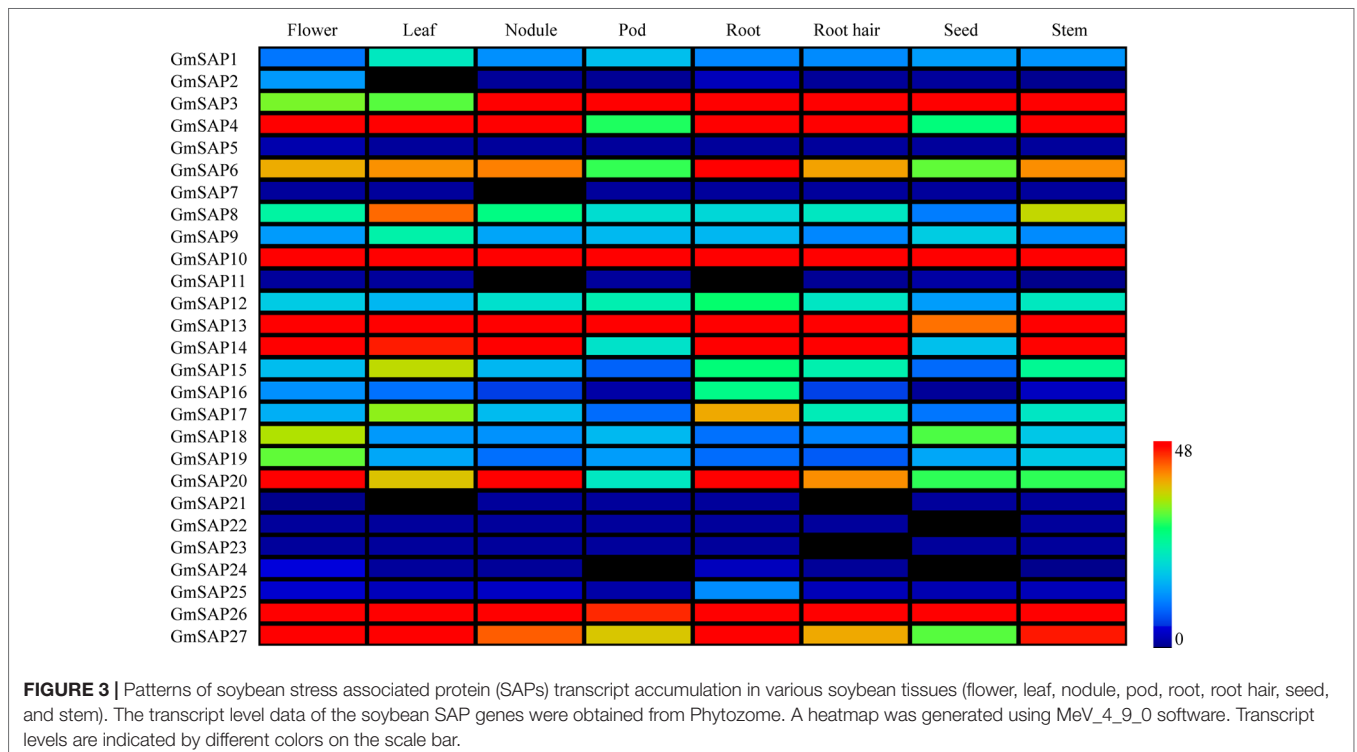 Flower Leaf Nodule Pod Root Root hair Seed Stem
GmSAP1
GmSAP2
GmSAP3
GmSAP4
GmSAP5
GmSAP6
GmSAP7
GmSAP8
GmSAP9
GmSAP10
GmSAP11
GmSAP12
GmSAP13
GmSAP14
GmSAP15
GmSAP16
GmSAP17
GmSAP18
GmSAP19
GmSAP20
GmSAP21
GmSAP22
GmSAP23
GmSAP24
GmSAP25
GmSAP26
GmSAP27
48
0
FIGURE 3 | Patterns of soybean stress associated protein (SAPs) transcript accumulation in various soybean tissues (flower, leaf, nodule, pod, root, root hair, seed,
and stem). The transcript level data of the soybean SAP genes were obtained from Phytozome. A heatmap was generated using MeV_4_9_0 software. Transcript
levels are indicated by different colors on the scale bar.